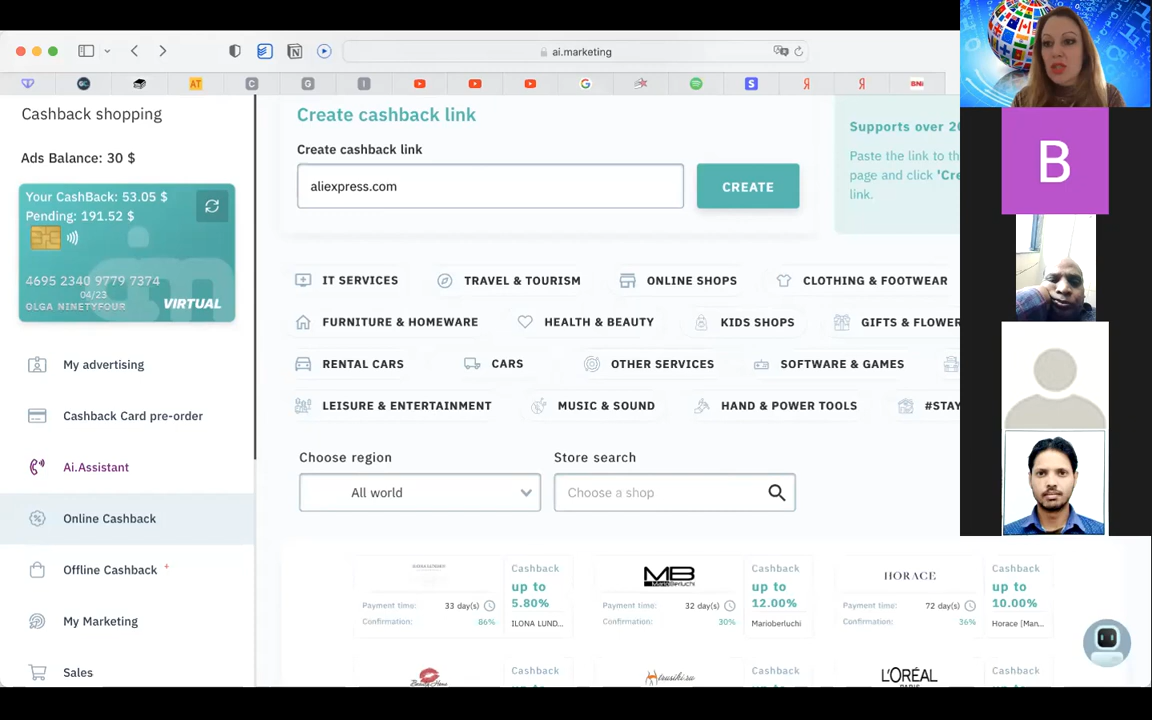 ai.marketing
AT
C
G
I
S
Я
Я
BNI
Cashback shopping
Ads Balance: 30 $
Your CashBack: 53.05 $
Pending: 191.52 $
4695 2340 9779 7374
04/23
OLGA NINETYFOUR
VIRTUAL
My advertising
Cashback Card pre-order
Ai.Assistant
Online Cashback
Offline Cashback
My Marketing
Sales
Create cashback link
Create cashback link
aliexpress.com
CREATE
Supports over 20
Paste the link to th
page and click 'Cre
link.
IT SERVICES
TRAVEL & TOURISM
ONLINE SHOPS
CLOTHING & FOOTWEAR
FURNITURE & HOMEWARE
HEALTH & BEAUTY
KIDS SHOPS
GIFTS & FLOWER
RENTAL CARS
CARS
OTHER SERVICES
SOFTWARE & GAMES
LEISURE & ENTERTAINMENT
MUSIC & SOUND
HAND & POWER TOOLS
#STAY
Choose region
Store search
All world
Choose a shop
Payment time: 33 day(s)
Confirmation: 86%
Cashback
up to
5.80%
ILONA LUND...
MB
Payment time: 32 day(s)
Confirmation: 30%
Cashback
up to
12.00%
Marioberluchi
HORACE
Payment time: 72 day(s)
Confirmation: 36%
Cashback
up to
10.00%
Horace (Man...
Cashback
trusiki.ru
Cashback
L'ORÉAL
Cashback
B